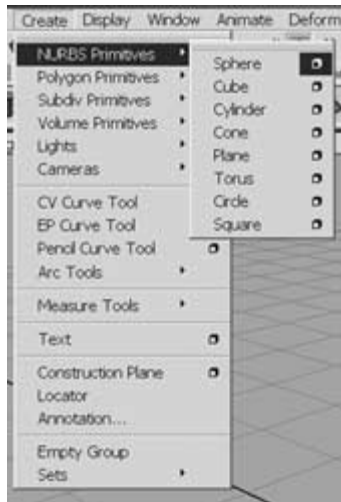 Create Display Window Animate Deform
NURBS Primitives
Polygon Primitives
Subdiv Primitives
Volume Primitives
Lights
Cameras
CV Curve Tool
EP Curve Tool
Pencil Curve Tool
Arc Tools
Measure Tools
Text
Construction Plane
Locator
Annotation...
Empty Group
Sets
Sphere
Cube
Cylinder
Cone
Plane
Torus
Circle
Square